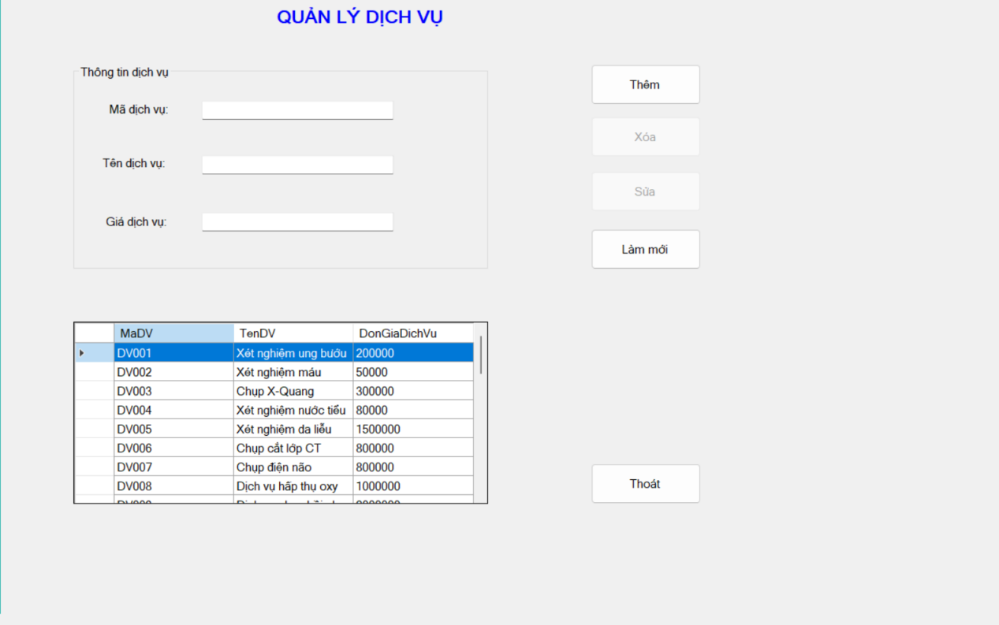 QUẢN LÝ DỊCH VỤ
Thông tin dịch vụ
Mã dịch vụ:
Tên dịch vụ:
Giá dịch vụ:
Thêm
Xóa
Sửa
Làm mới
MaDV TenDV DonGiaDichVu
DV001 Xét nghiệm ung bướu 200000
DV002 Xét nghiệm máu 50000
DV003 Chụp X-Quang 300000
DV004 Xét nghiệm nước tiểu 80000
DV005 Xét nghiệm da liễu 1500000
DV006 Chụp cắt lớp CT 800000
DV007 Chụp điện não 800000
DV008 Dịch vụ hấp thụ oxy 1000000
Thoát